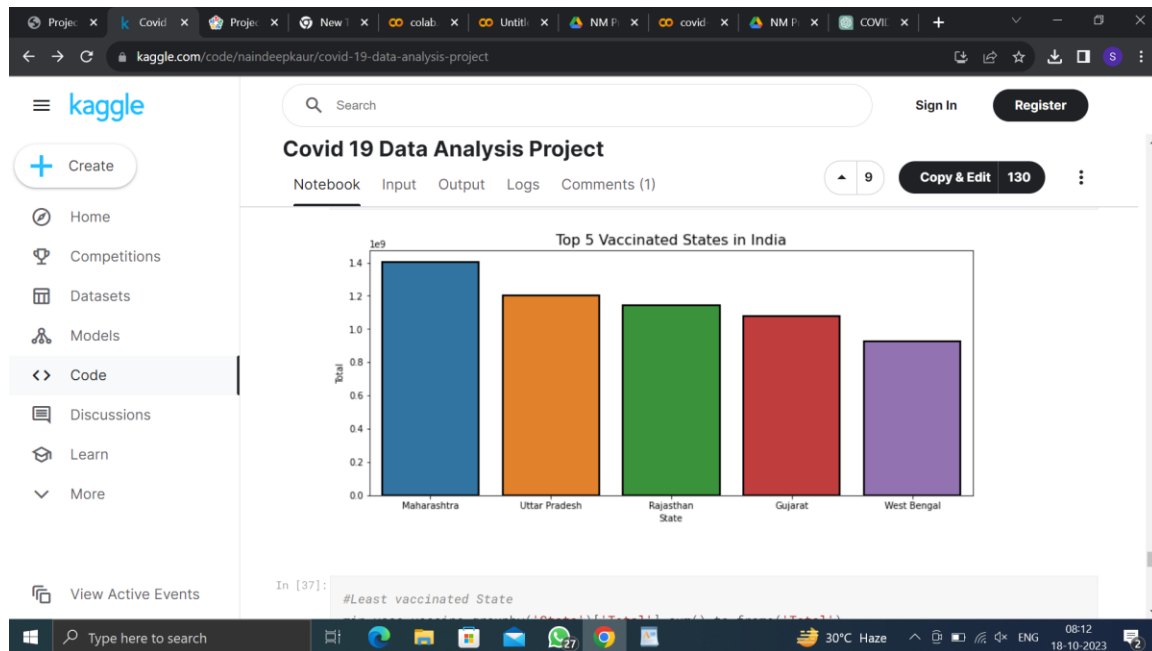 Projec
Covid
Projec
New 1
colab.
Untitl
NM P
covid-
NM P
COVI
kaggle.com/code/naindeepkaur/covid-19-data-analysis-project
S
kaggle
Search
Sign In
Register
Create
Home
Competitions
Datasets
Models
Code
Discussions
Learn
More
View Active Events
Covid 19 Data Analysis Project
9
Copy & Edit 130
Notebook Input Output Logs Comments (1)
Top 5 Vaccinated States in India
1e9
1.4
1.2
1.0
0.8
0.6
0.4
0.2
0.0
Total
Maharashtra Uttar Pradesh Rajasthan Gujarat West Bengal
State
In [37]:
#Least vaccinated State
Type here to search
27
30°C Haze
ENG
08:12
18-10-2023
2